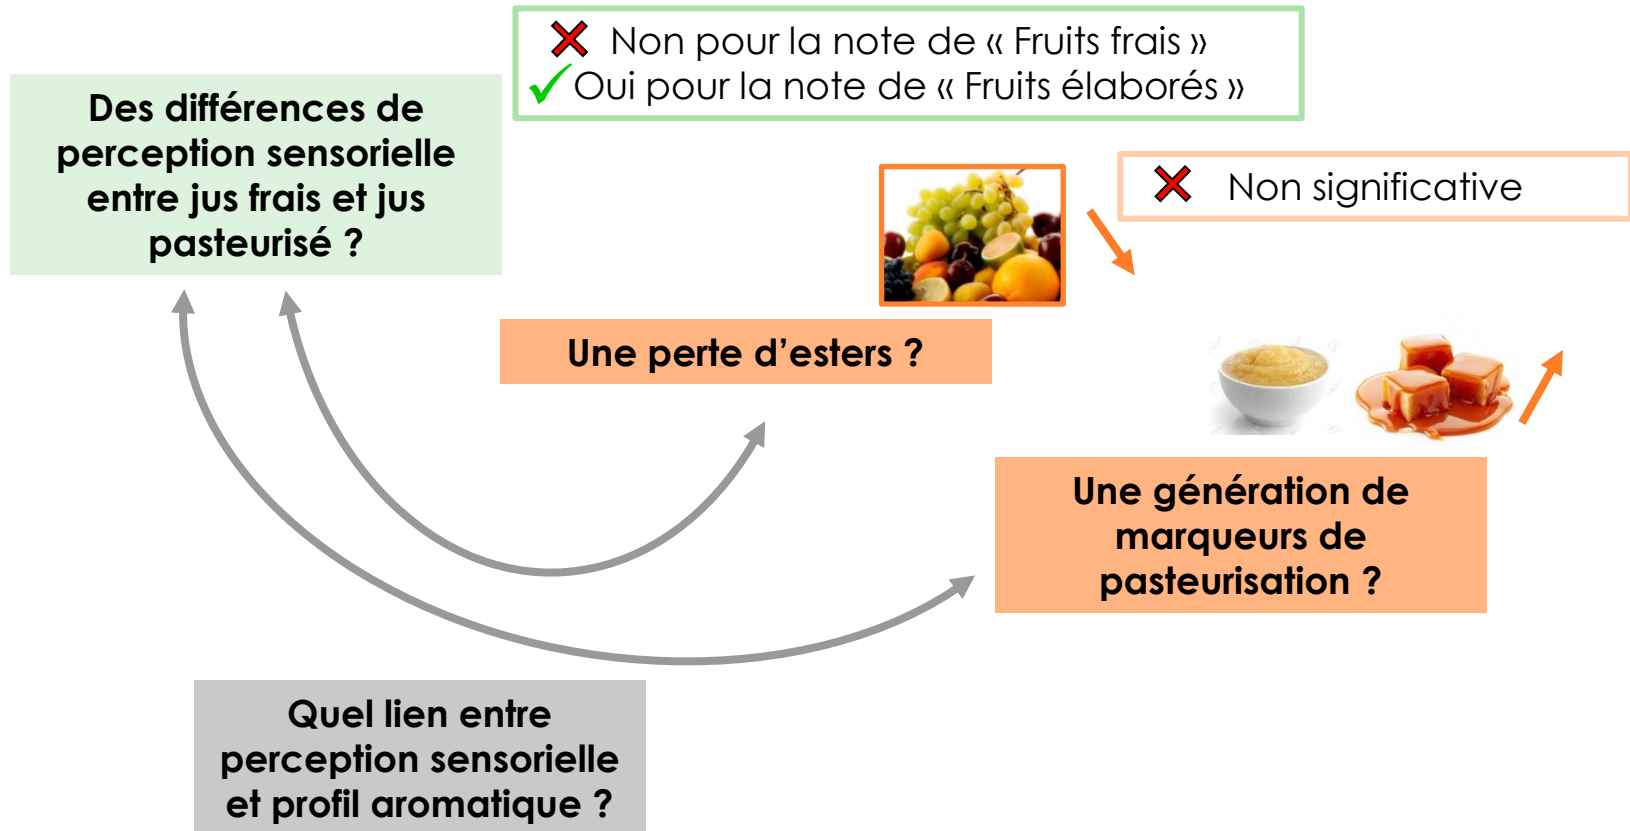 Non pour la note de « Fruits frais »
Oui pour la note de « Fruits élaborés »
Des différences de
perception sensorielle
entre jus frais et jus
pasteurisé ?
Non significative
Une perte d’esters ?
Une génération de
marqueurs de
pasteurisation ?
Quel lien entre
perception sensorielle
et profil aromatique ?